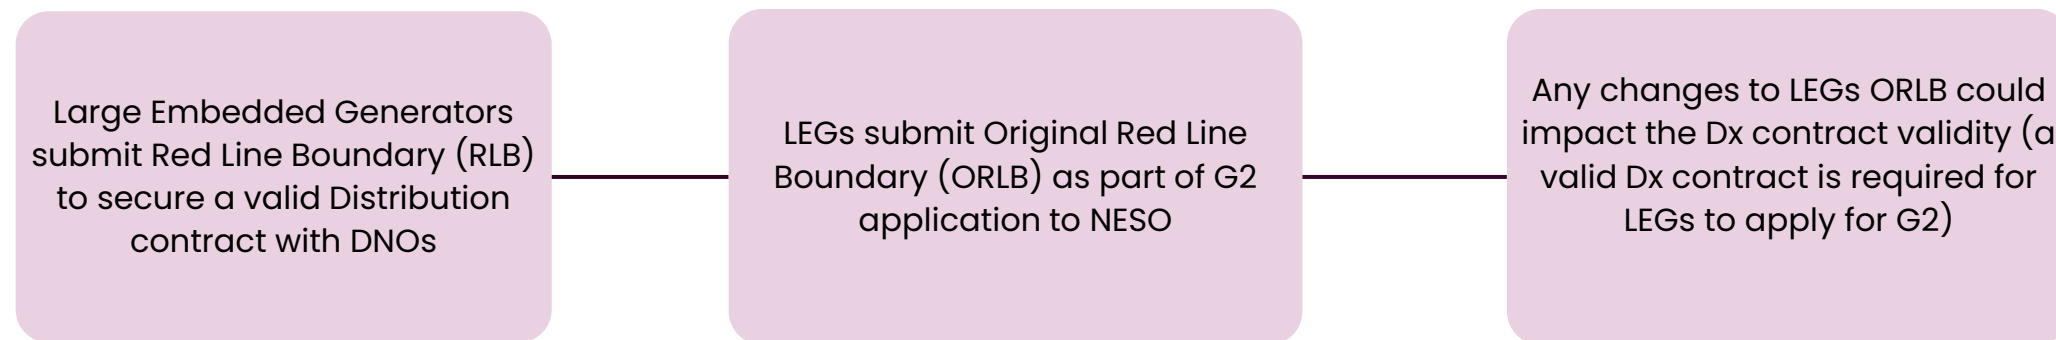 Large Embedded Generators
submit Red Line Boundary (RLB)
to secure a valid Distribution
contract with DNOs
LEGs submit Original Red Line
Boundary (ORLB) as part of G2
application to NESO
Any changes to LEGs ORLB could
impact the Dx contract validity (a
valid Dx contract is required for
LEGs to apply for G2)